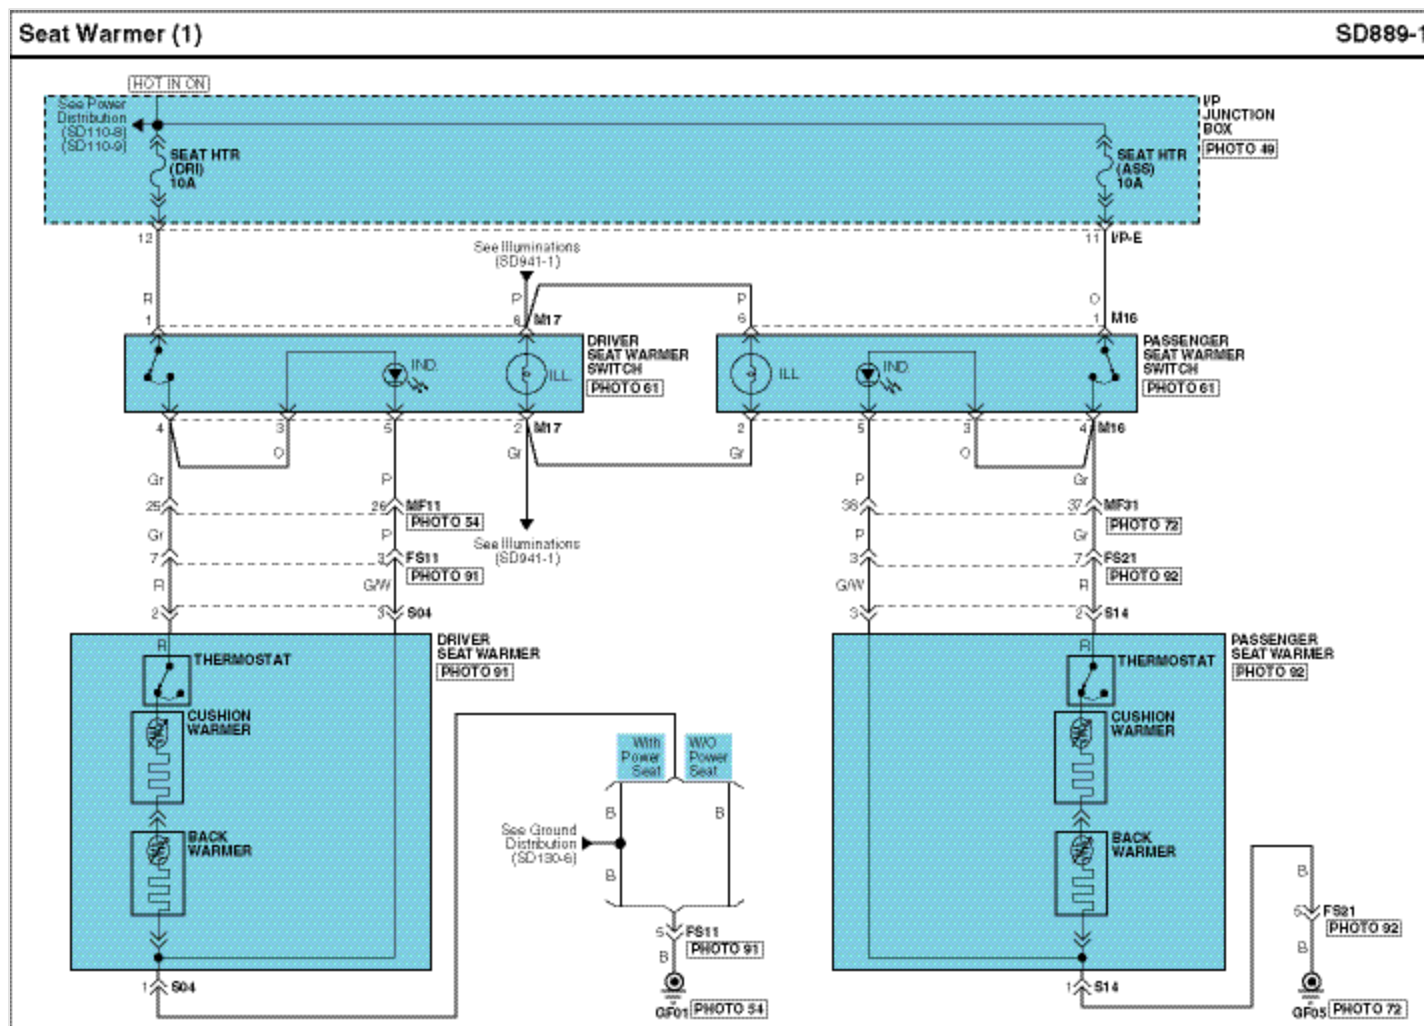 Seat Warmer (1)
SD889-1
HOT IN ON
See Power
Distribution
(SD110-8)
(SD110-9)
SEAT HTR
(DRI)
10A
SEAT HTR
(ASS)
10A
I/P
JUNCTION
BOX
PHOTO 49
12
11
I/P-E
See Illuminations
(SD941-1)
R
P
P
O
1
6
M17
6
1
M16
DRIVER
SEAT WARMER
SWITCH
PHOTO 61
IND.
ILL.
ILL
IND.
PASSENGER
SEAT WARMER
SWITCH
PHOTO 61
4
3
5
2
M17
2
5
3
4
M16
O
Gr
Gr
O
Gr
P
P
Gr
25
26
MF11
PHOTO 54
38
37
MF31
PHOTO 72
Gr
P
See Illuminations
(SD941-1)
P
Gr
7
3
FS11
PHOTO 91
3
7
FS21
PHOTO 92
R
G/W
G/W
R
2
3
S04
3
2
S14
DRIVER
SEAT WARMER
PHOTO 91
PASSENGER
SEAT WARMER
PHOTO 92
R
THERMOSTAT
R
THERMOSTAT
CUSHION
WARMER
CUSHION
WARMER
With
Power
Seat
W/O
Power
Seat
B
B
See Ground
Distribution
(SD130-6)
B
BACK
WARMER
BACK
WARMER
B
5
FS11
PHOTO 91
B
5
FS21
PHOTO 92
B
1
S04
1
S14
GF01
PHOTO 54
GF05
PHOTO 72